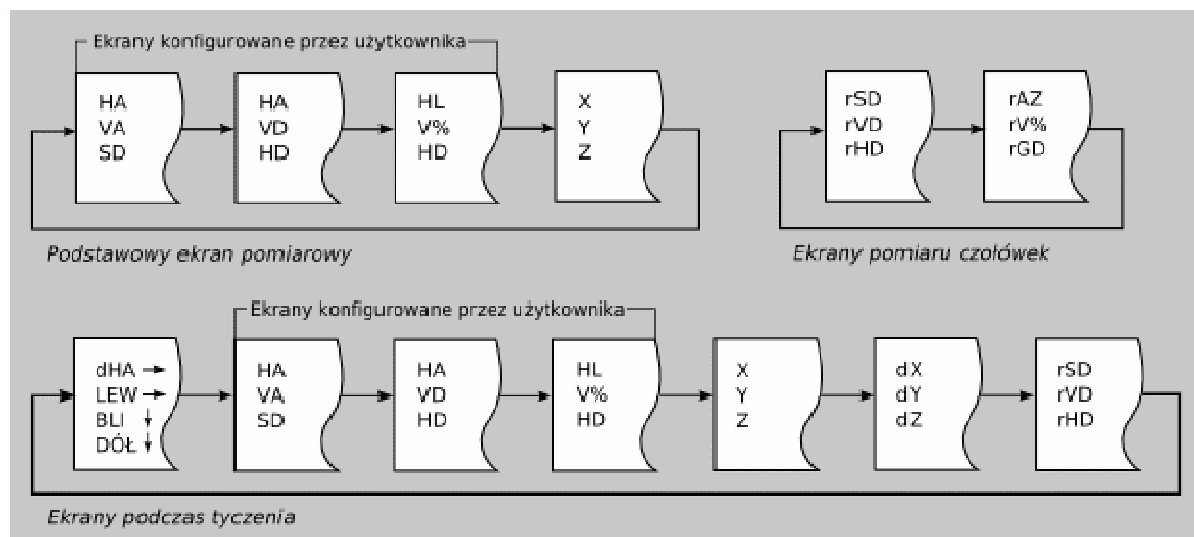 Ekrany konfigurowane przez użytkownika
HA
VA
SD
HA
VD
HD
HL
V%
HD
X
Y
Z
Podstawowy ekran pomiarowy
rSD
rVD
rHD
rAZ
rV%
rGD
Ekrany pomiaru czołówek
Ekrany konfigurowane przez użytkownika
dHA →
LEW →
BLI ↓
DÓŁ ↓
HA
VA
SD
HA
VD
HD
HL
V%
HD
X
Y
Z
dX
dY
dZ
rSD
rVD
rHD
Ekrany podczas tyczenia